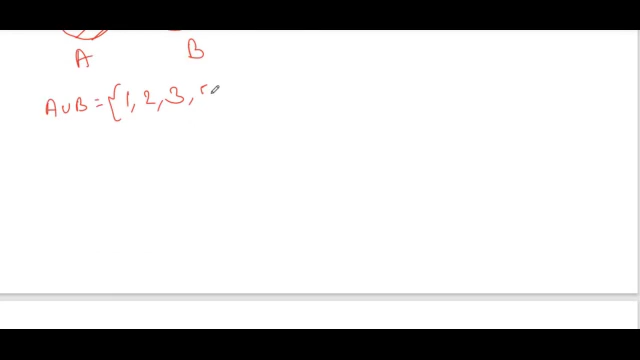 A B
A∪B = {1, 2, 3,